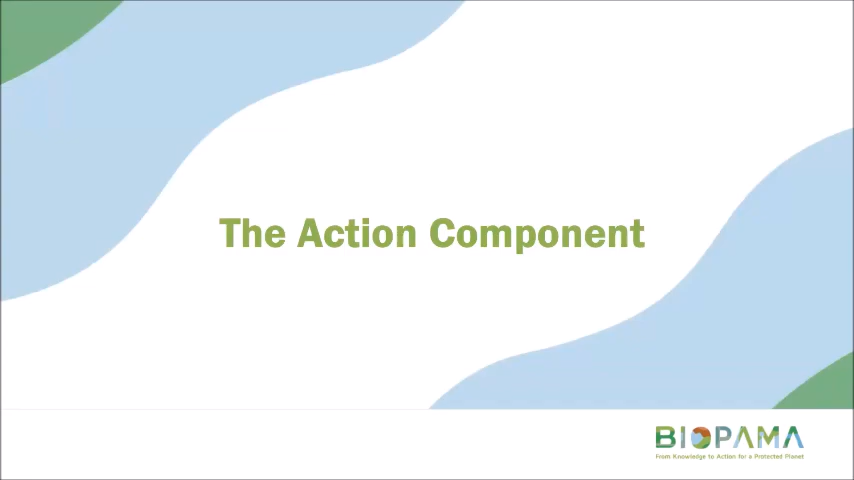 The Action Component
BIOPAMA
From Knowledge to Action for a Protected Planet